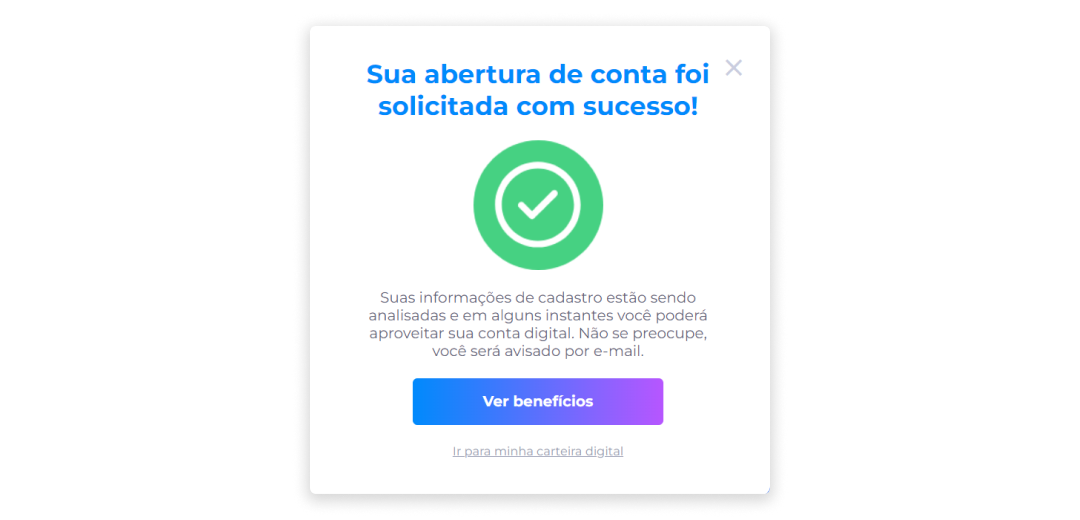 Sua abertura de conta foi
solicitada com sucesso!
Suas informações de cadastro estão sendo
analisadas e em alguns instantes você poderá
aproveitar sua conta digital. Não se preocupe,
você será avisado por e-mail.
Ver benefícios
Ir para minha carteira digital